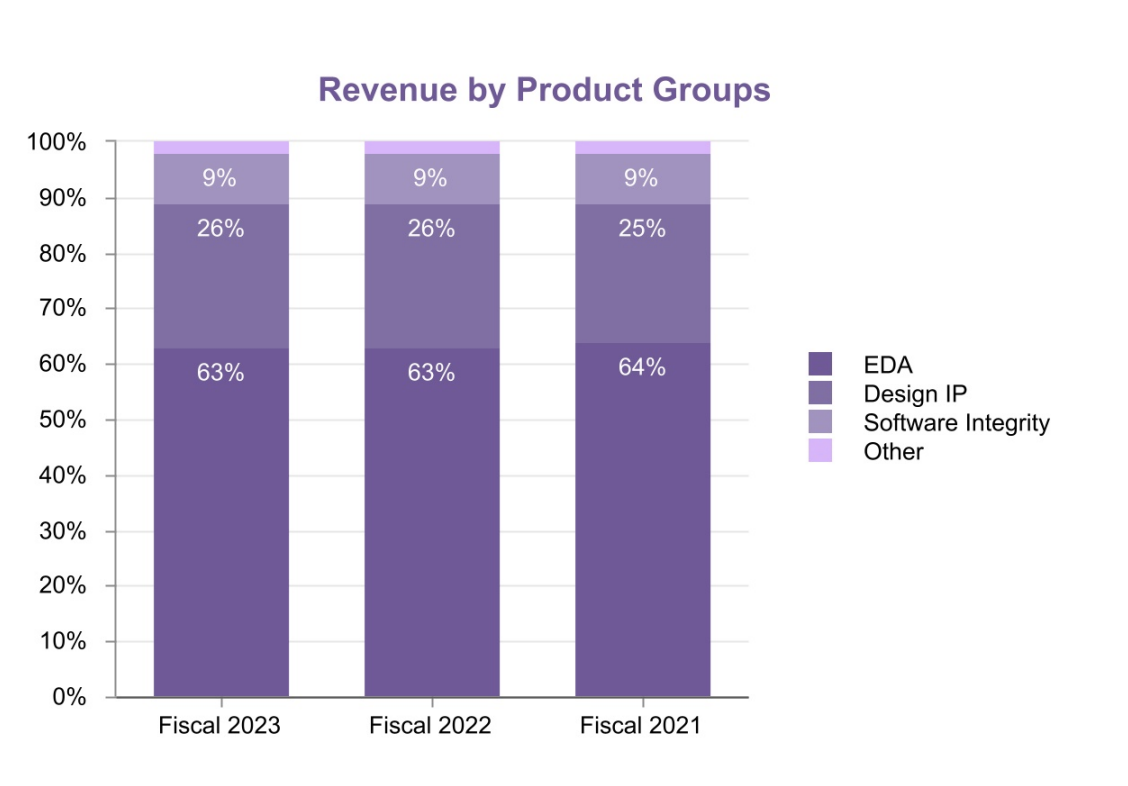 Revenue by Product Groups
100%
90%
80%
70%
60%
50%
40%
30%
20%
10%
0%
9% 9% 9%
26% 26% 25%
63% 63% 64%
Fiscal 2023 Fiscal 2022 Fiscal 2021
EDA
Design IP
Software Integrity
Other